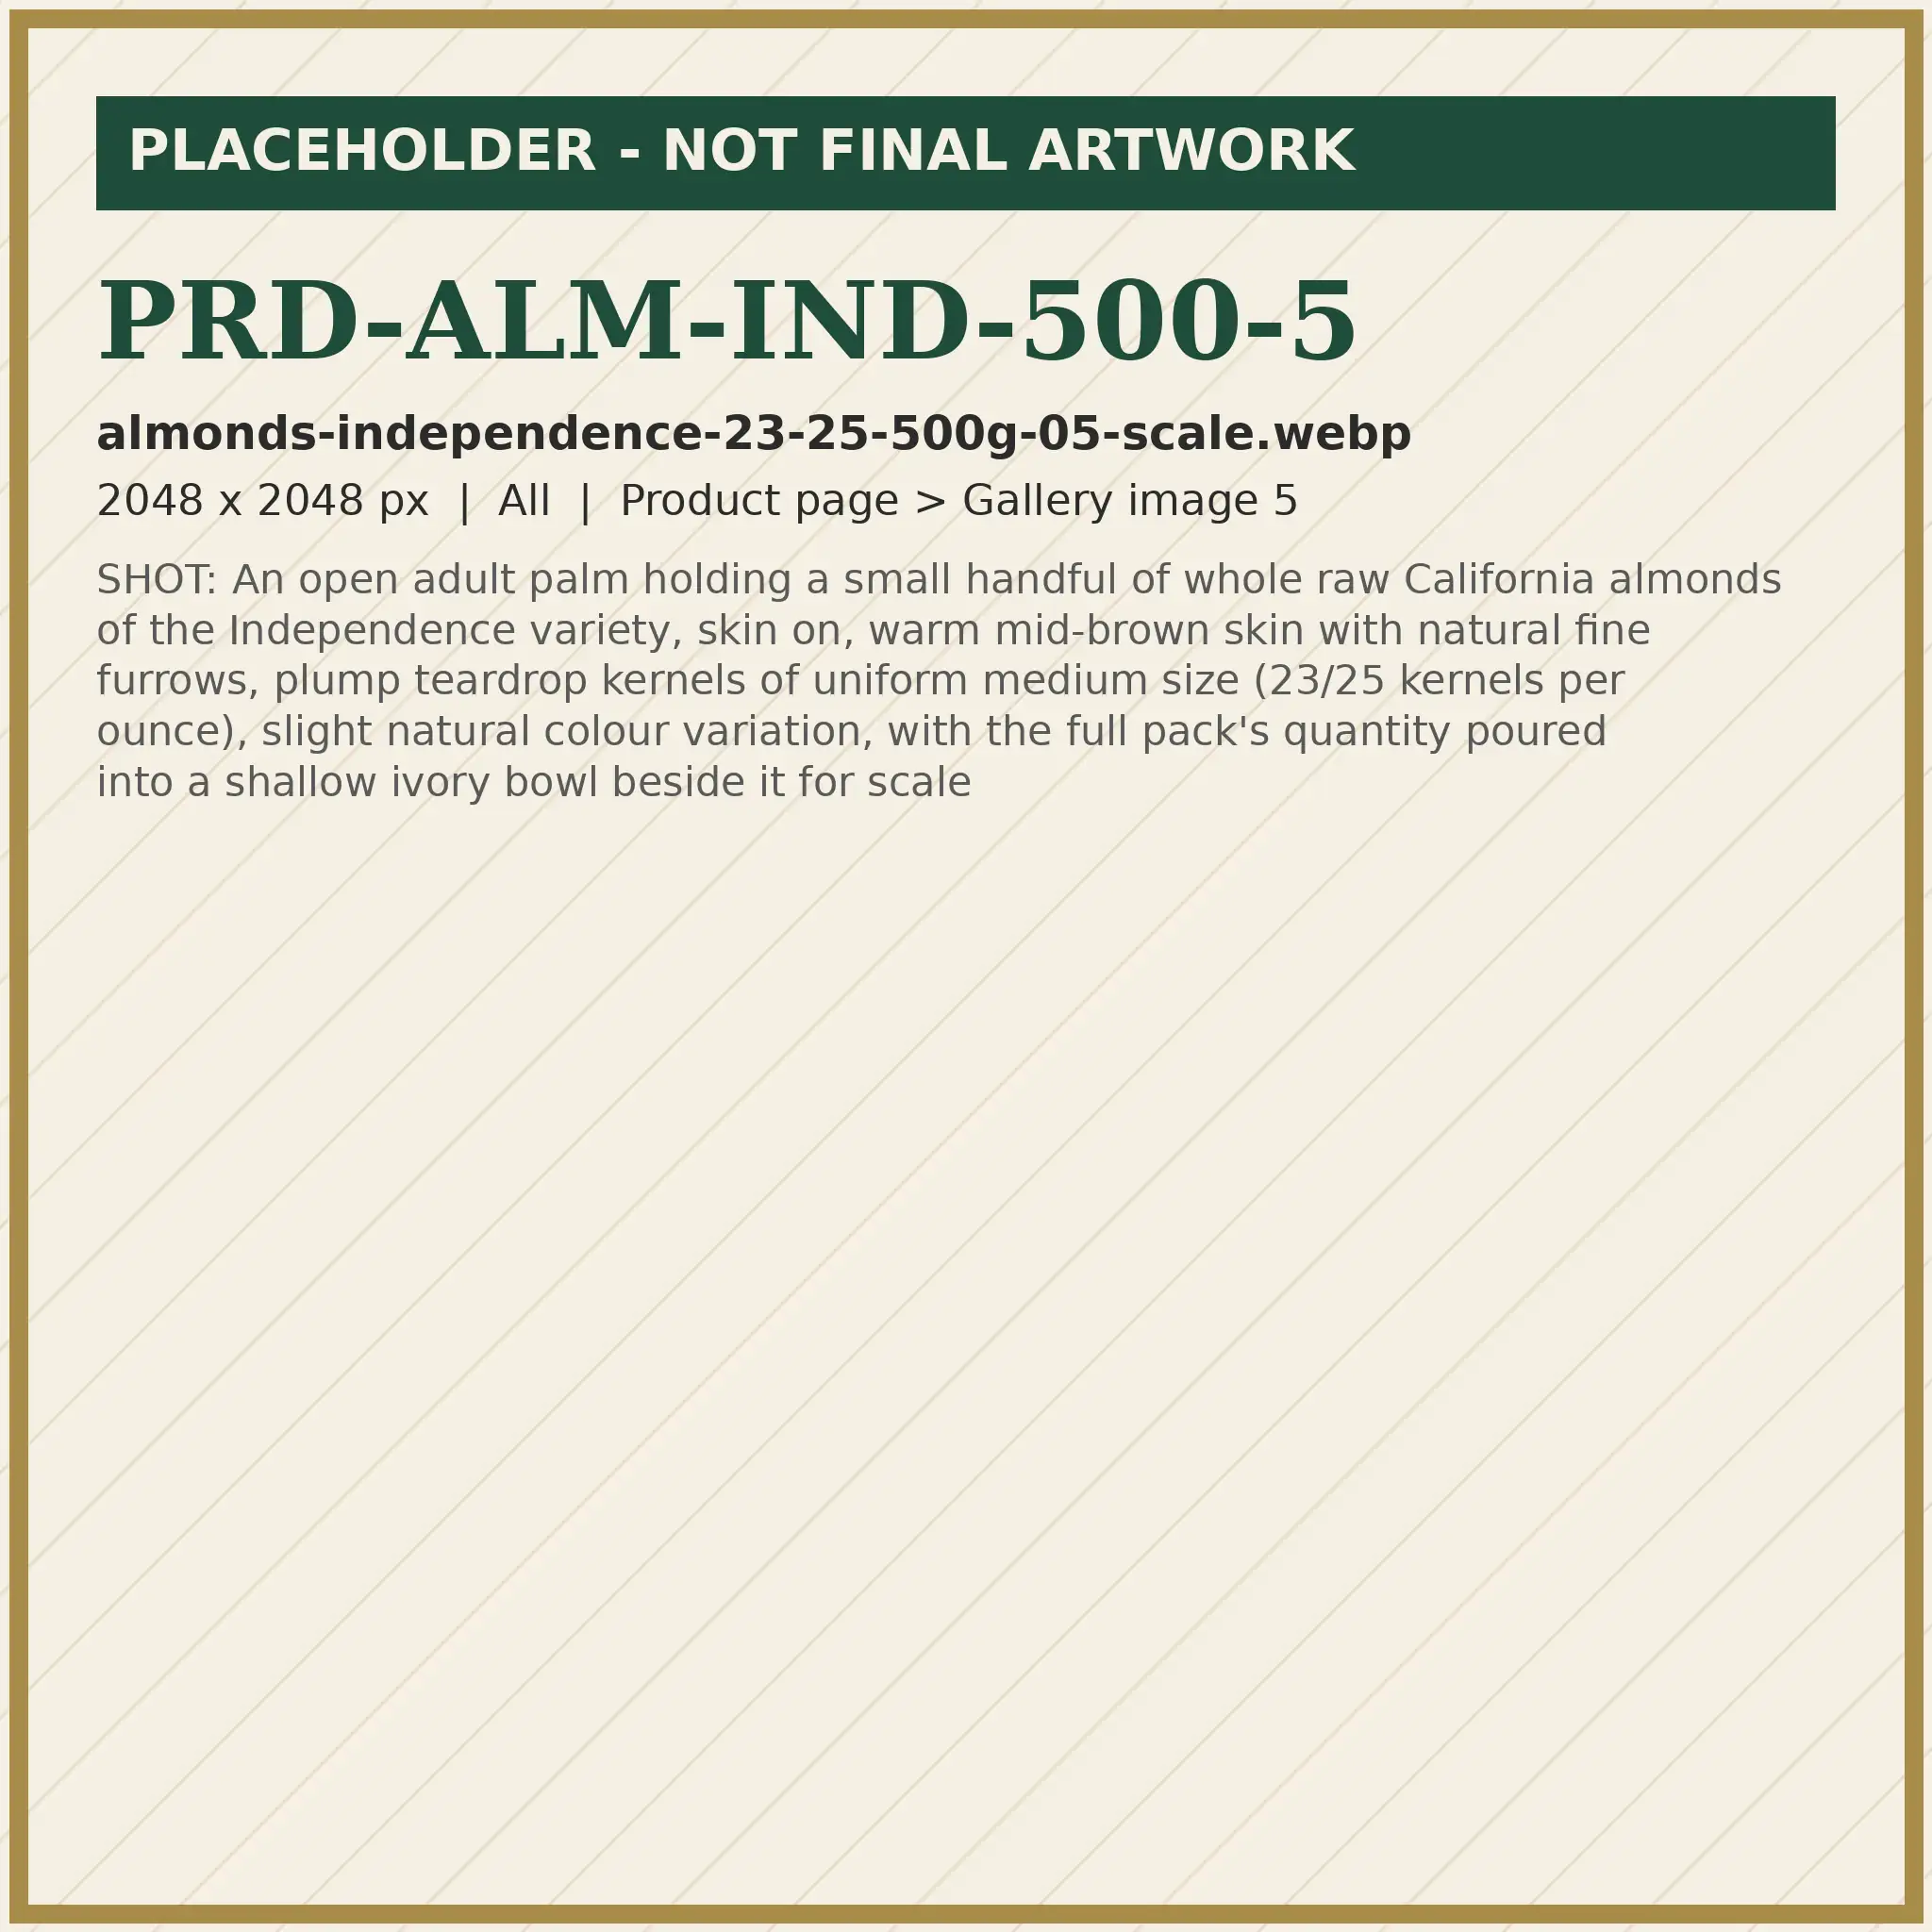 PLACEHOLDER - NOT FINAL ARTWORK
PRD-ALM-IND-500-5
almonds-independence-23-25-500g-05-scale.webp
2048 x 2048 px | All | Product page > Gallery image 5
SHOT: An open adult palm holding a small handful of whole raw California almonds
of the Independence variety, skin on, warm mid-brown skin with natural fine
furrows, plump teardrop kernels of uniform medium size (23/25 kernels per
ounce), slight natural colour variation, with the full pack's quantity poured
into a shallow ivory bowl beside it for scale